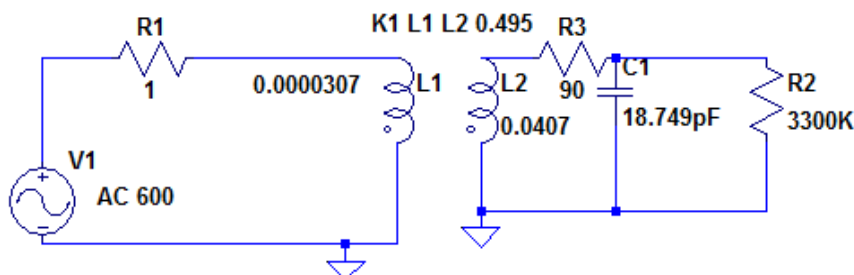 K1 L1 L2 0.495
R1
1
0.0000307
L1
L2
0.0407
R3
90
C1
18.749pF
R2
3300K
V1
AC 600